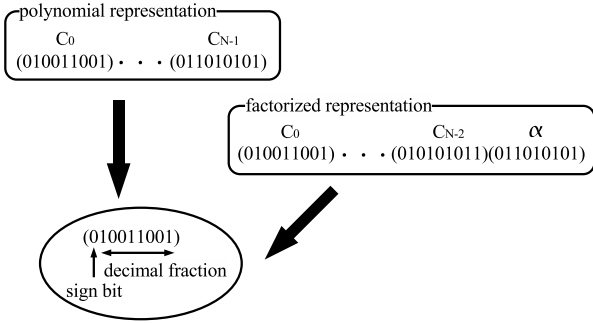 polynomial representation
C0 CN-1
(010011001) · · · (011010101)
factorized representation
C0 CN-2 α
(010011001) · · · (010101011)(011010101)
(010011001)
decimal fraction
sign bit